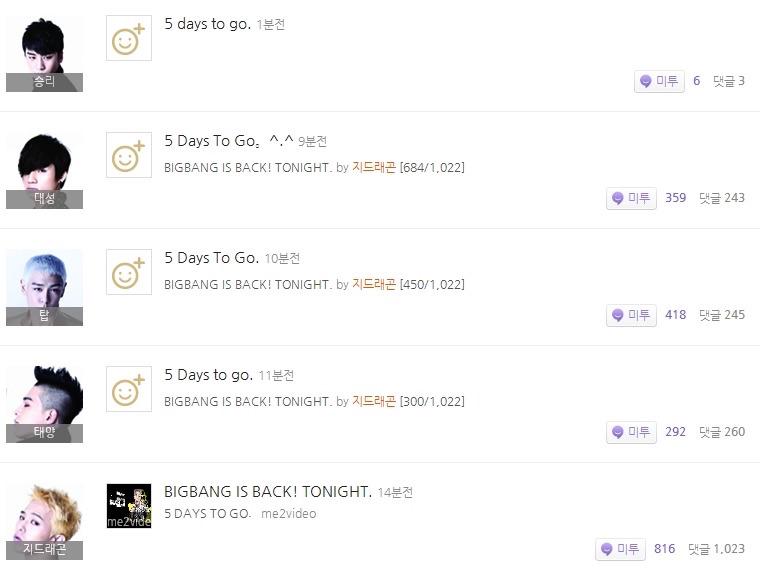 5 days to go. 1분전
승리
미투 6 댓글 3
5 Days To Go. ^.^ 9분전
BIGBANG IS BACK! TONIGHT. by 지드래곤 [684/1,022]
대성
미투 359 댓글 243
5 Days To Go. 10분전
BIGBANG IS BACK! TONIGHT. by 지드래곤 [450/1,022]
탑
미투 418 댓글 245
5 Days to go. 11분전
BIGBANG IS BACK! TONIGHT. by 지드래곤 [300/1,022]
태양
미투 292 댓글 260
BIGBANG IS BACK! TONIGHT. 14분전
5 DAYS TO GO. me2video
me2vide
지드래곤
미투 816 댓글 1,023